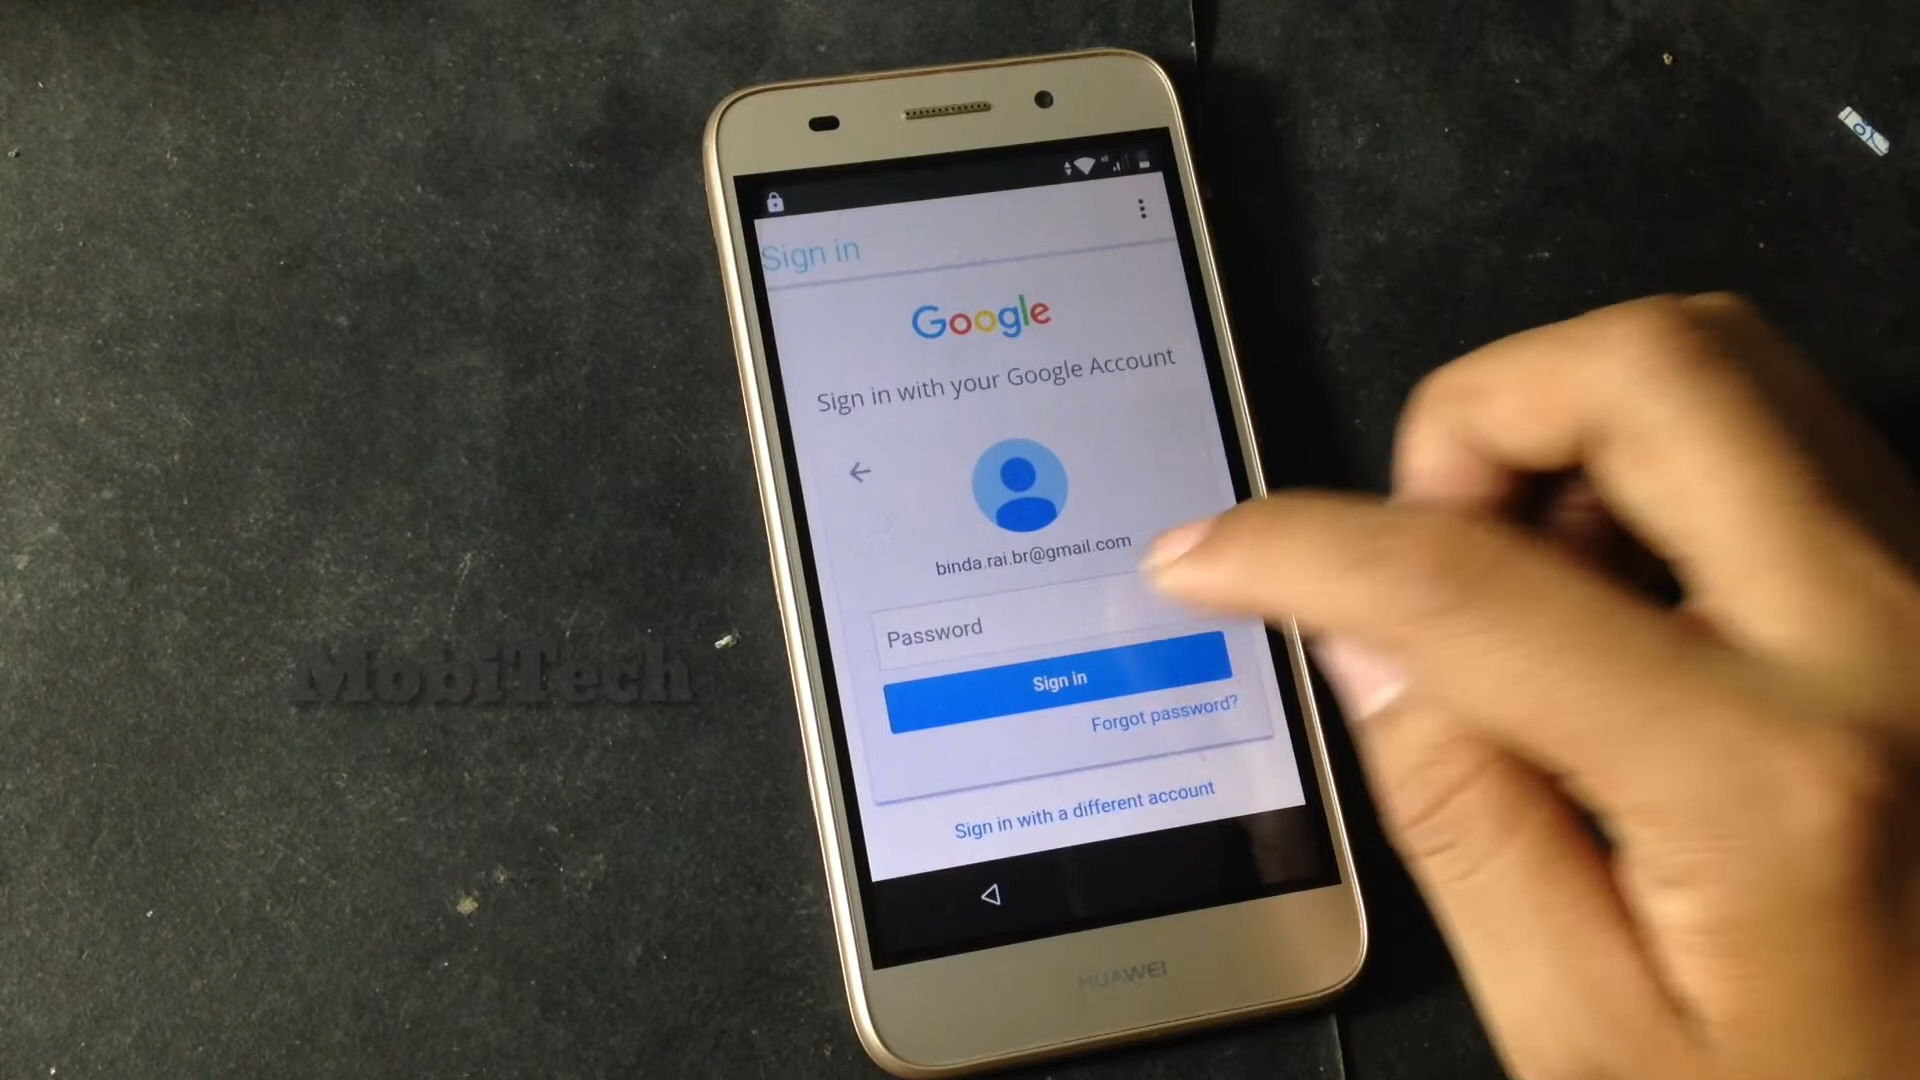 Sign in
Google
Sign in with your Google Account
binda.rai.br@gmail.com
Password
Sign in
Forgot password?
Sign in with a different account
HUAWEI
MobiTech